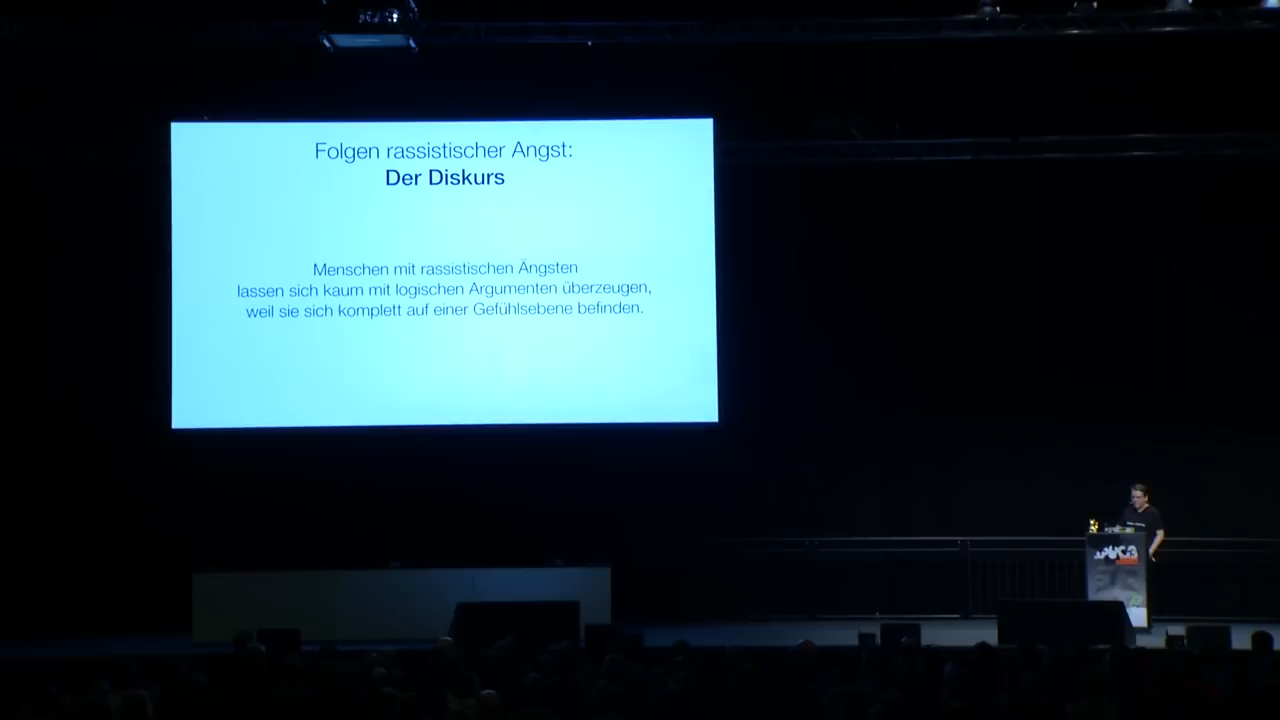 Folgen rassistischer Angst:
Der Diskurs
Menschen mit rassistischen Ängsten
lassen sich kaum mit logischen Argumenten überzeugen,
weil sie sich komplett auf einer Gefühlsebene befinden.